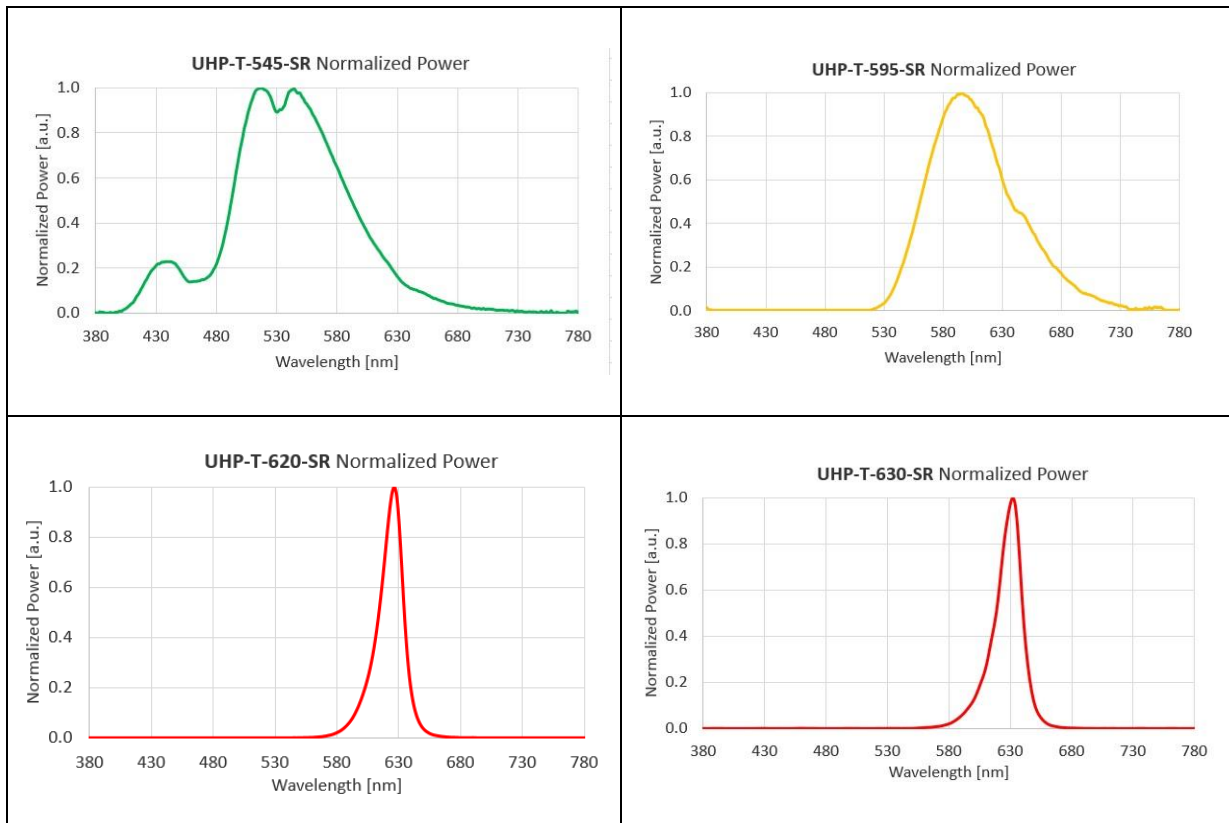 UHP-T-545-SR Normalized Power
Normalized Power [a.u.]
1.0
0.8
0.6
0.4
0.2
0.0
380 430 480 530 580 630 680 730 780
Wavelength [nm]
UHP-T-595-SR Normalized Power
Normalized Power [a.u.]
1.0
0.8
0.6
0.4
0.2
0.0
380 430 480 530 580 630 680 730 780
Wavelength [nm]
UHP-T-620-SR Normalized Power
Normalized Power [a.u.]
1.0
0.8
0.6
0.4
0.2
0.0
380 430 480 530 580 630 680 730 780
Wavelength [nm]
UHP-T-630-SR Normalized Power
Normalized Power [a.u.]
1.0
0.8
0.6
0.4
0.2
0.0
380 430 480 530 580 630 680 730 780
Wavelength [nm]